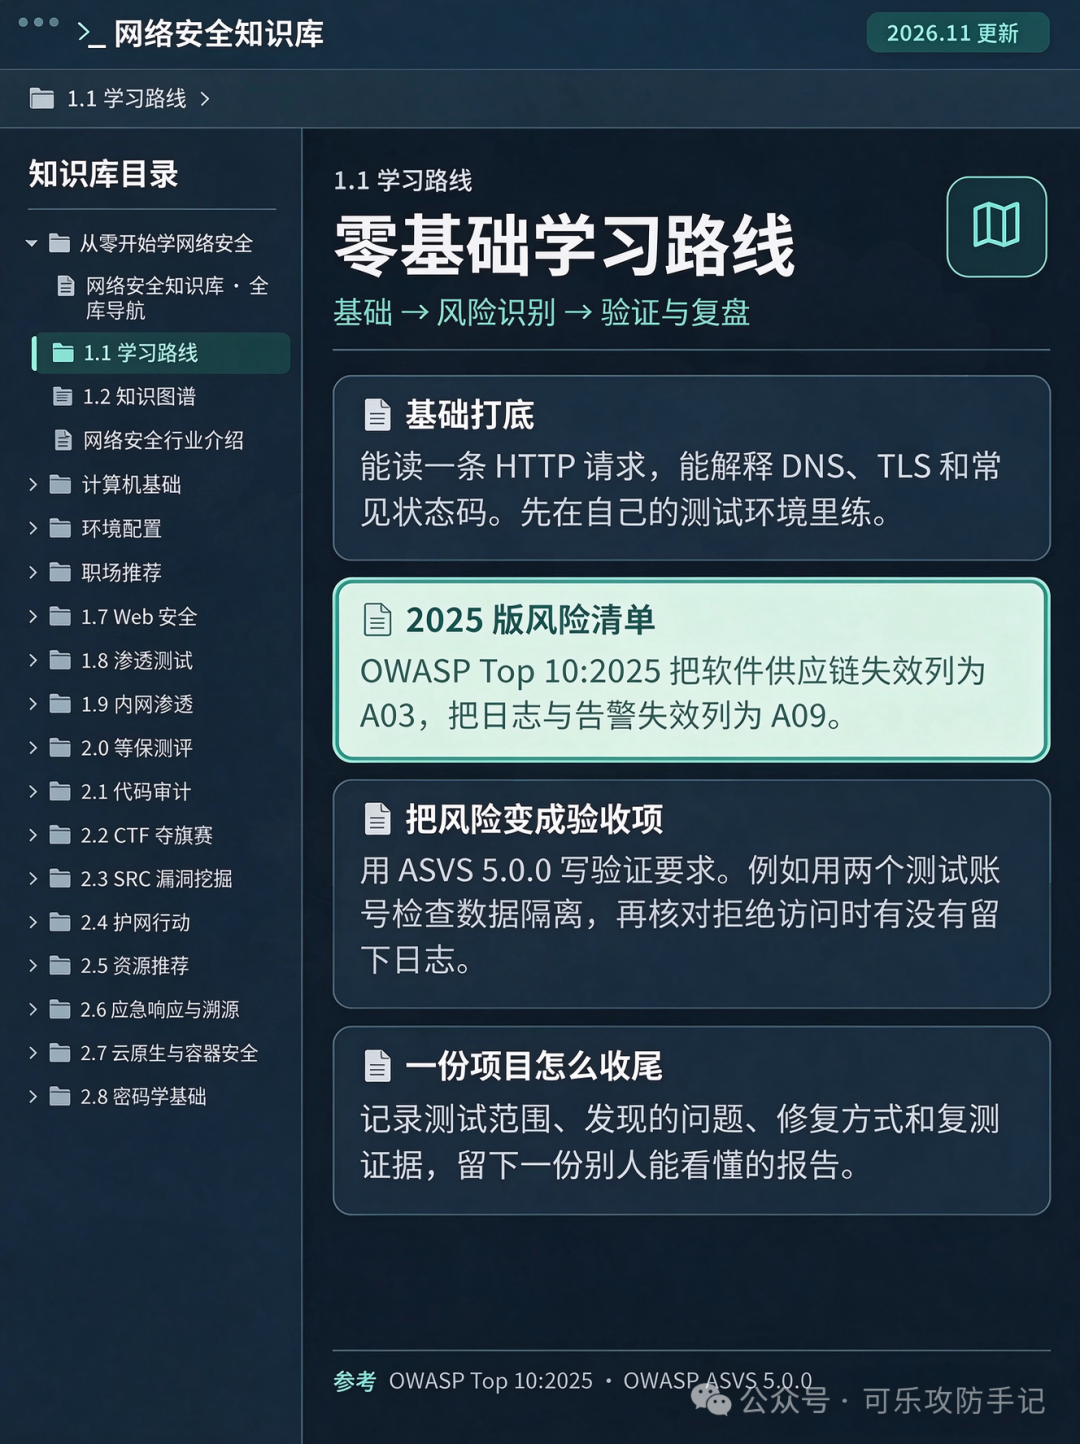 >_ 网络安全知识库
2026.11 更新
1.1 学习路线 >
知识库目录
从零开始学网络安全
网络安全知识库 · 全
库导航
1.1 学习路线
1.2 知识图谱
网络安全行业介绍
计算机基础
环境配置
职场推荐
1.7 Web 安全
1.8 渗透测试
1.9 内网渗透
2.0 等保测评
2.1 代码审计
2.2 CTF 夺旗赛
2.3 SRC 漏洞挖掘
2.4 护网行动
2.5 资源推荐
2.6 应急响应与溯源
2.7 云原生与容器安全
2.8 密码学基础
1.1 学习路线
零基础学习路线
基础 → 风险识别 → 验证与复盘
基础打底
能读一条 HTTP 请求，能解释 DNS、TLS 和常
见状态码。先在自己的测试环境里练。
2025 版风险清单
OWASP Top 10:2025 把软件供应链失效列为
A03，把日志与告警失效列为 A09。
把风险变成验收项
用 ASVS 5.0.0 写验证要求。例如用两个测试账
号检查数据隔离，再核对拒绝访问时有没有留
下日志。
一份项目怎么收尾
记录测试范围、发现的问题、修复方式和复测
证据，留下一份别人能看懂的报告。
参考 OWASP Top 10:2025 • OWASP ASVS 5.0.0
公众号 · 可乐攻防手记